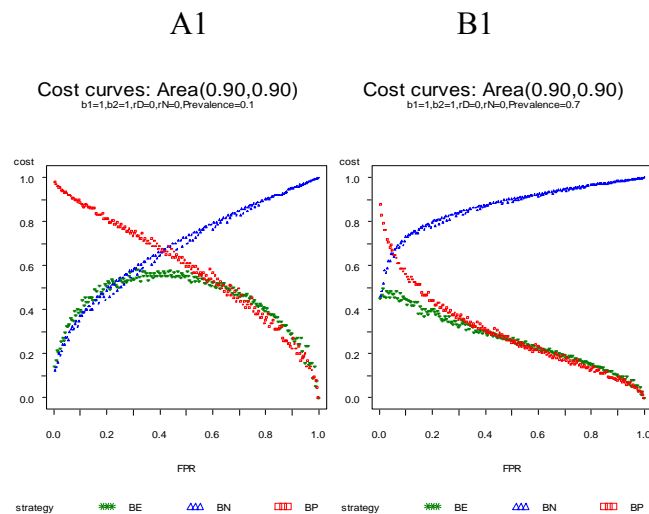 A1
B1
Cost curves: Area(0.90,0.90)
b1=1,b2=1,rD=0,rN=0,Prevalence=0.1
cost
1.0
0.8
0.6
0.4
0.2
0.0
0.0 0.2 0.4 0.6 0.8 1.0
FPR
strategy BE BN BP
Cost curves: Area(0.90,0.90)
b1=1,b2=1,rD=0,rN=0,Prevalence=0.7
cost
1.0
0.8
0.6
0.4
0.2
0.0
0.0 0.2 0.4 0.6 0.8 1.0
FPR
strategy BE BN BP